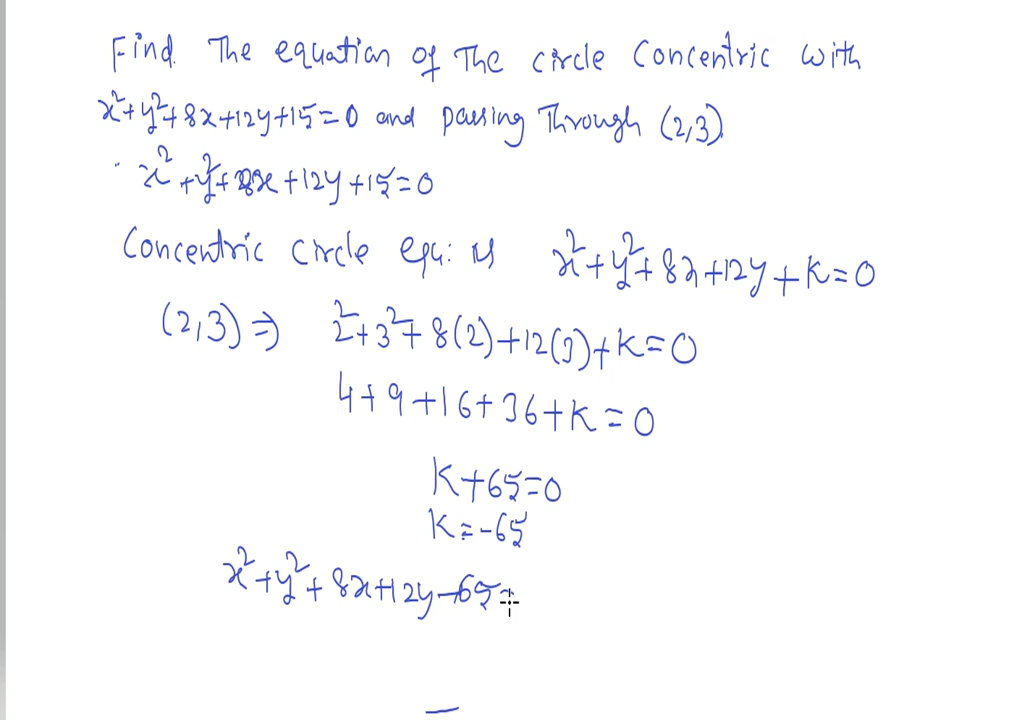 Find The equation of The circle Concentric with
x²+y²+8x+12y+15=0 and passing Through (2,3).
x²+y²+8x+12y+15=0
Concentric circle equ: is x²+y²+8x+12y+K=0
(2,3)⇒ 2²+3²+8(2)+12(3)+K=0
4+9+16+36+K=0
K+65=0
K=-65
x²+y²+8x+12y-65=